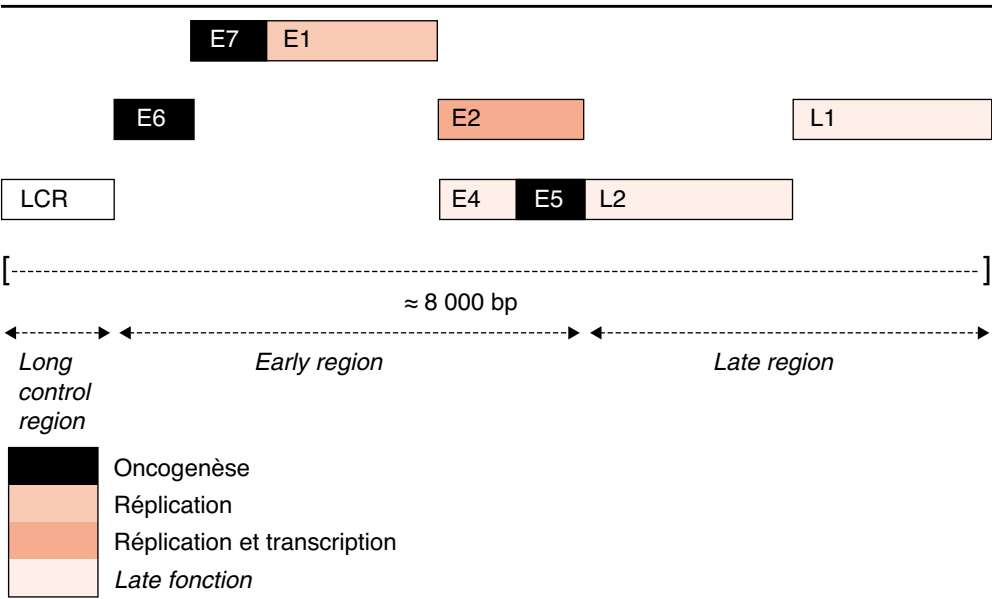 E7 E1
E6 E2 L1
LCR E4 E5 L2
[ ]
≈ 8 000 bp
Long control region Early region Late region
Oncogenèse
Réplication
Réplication et transcription
Late fonction